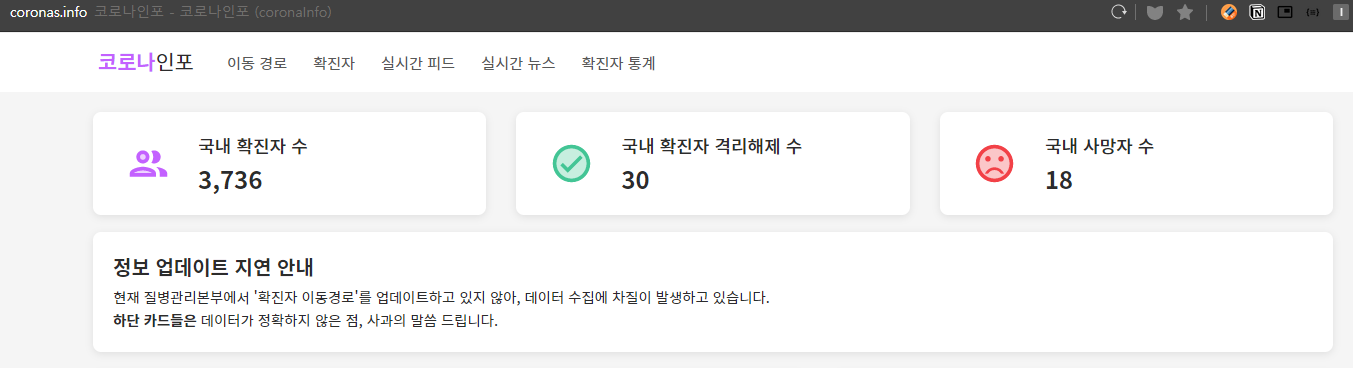 coronas.info 코로나인포 - 코로나인포 (coronaInfo)
코로나인포 이동 경로 확진자 실시간 피드 실시간 뉴스 확진자 통계
국내 확진자 수
3,736
국내 확진자 격리해제 수
30
국내 사망자 수
18
정보 업데이트 지연 안내
현재 질병관리본부에서 '확진자 이동경로'를 업데이트하고 있지 않아, 데이터 수집에 차질이 발생하고 있습니다.
하단 카드들은 데이터가 정확하지 않은 점, 사과의 말씀 드립니다.